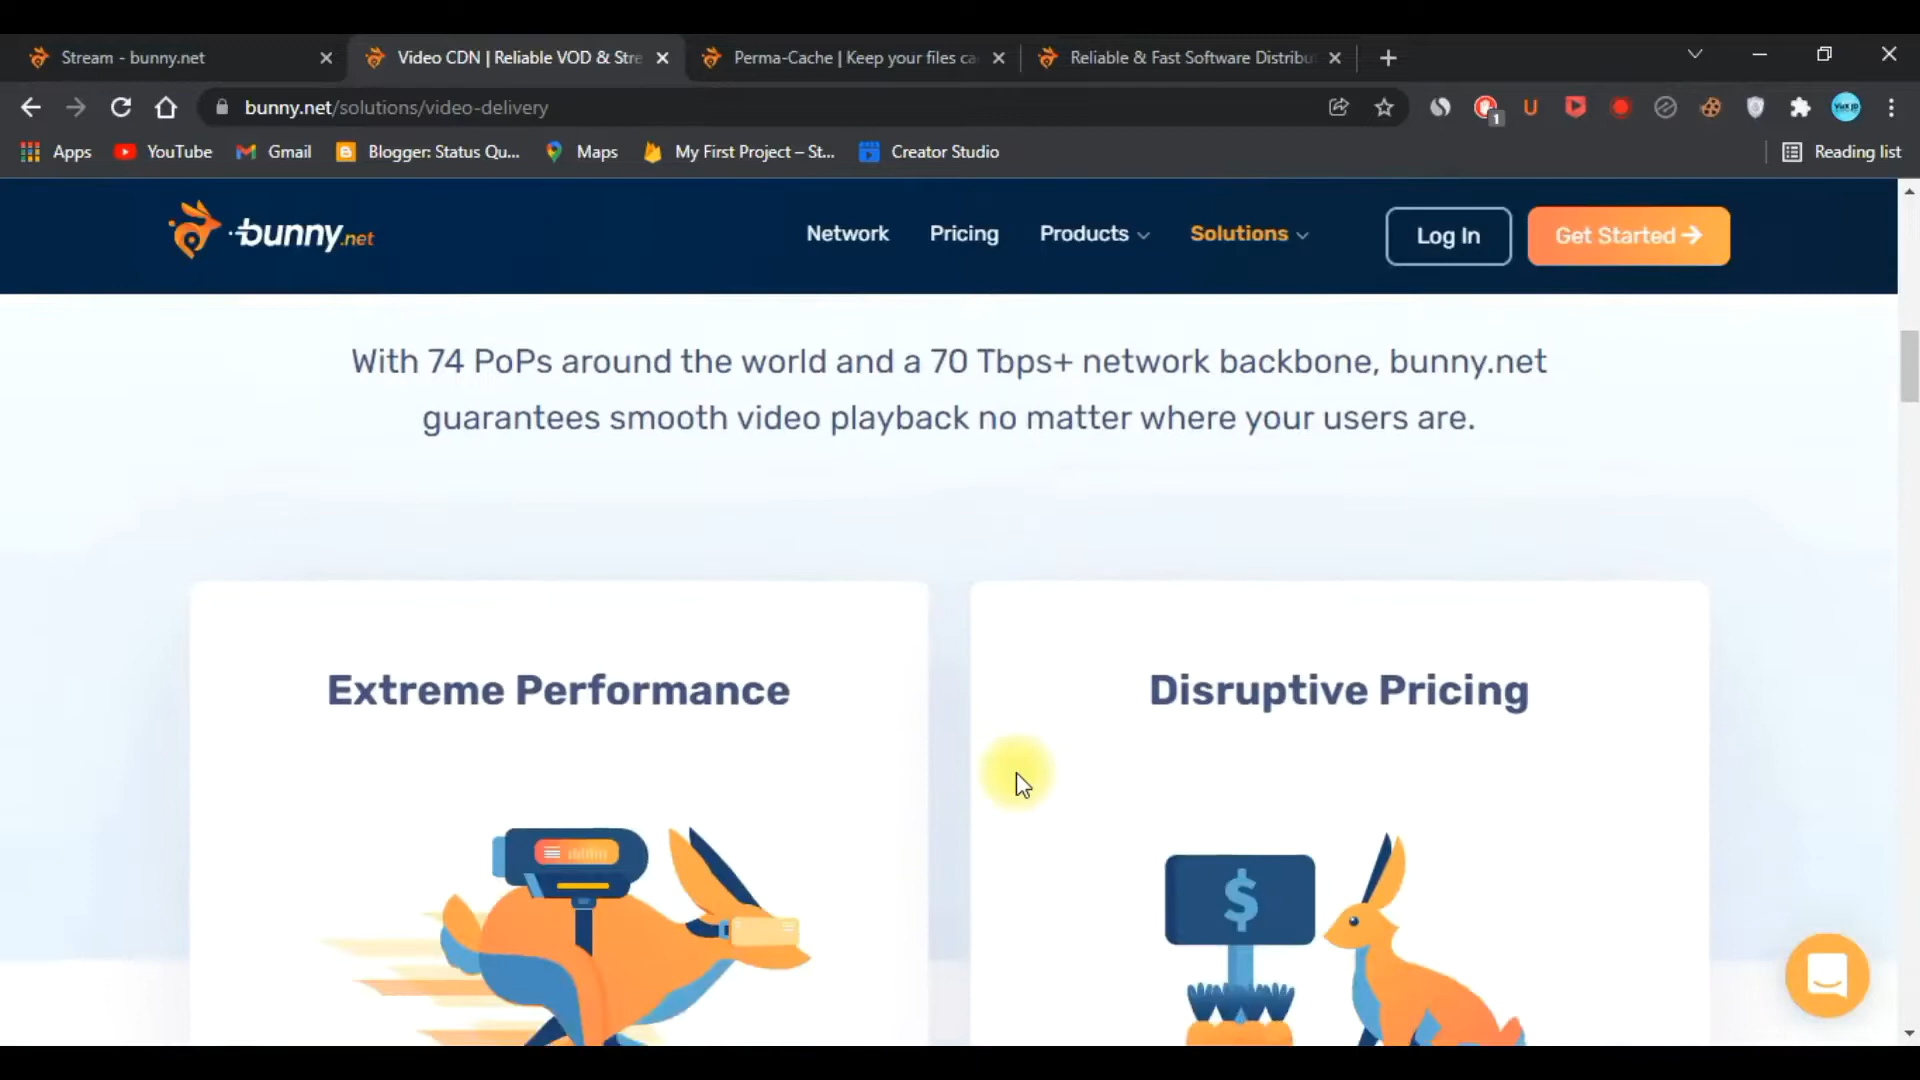 Stream - bunny.net
Video CDN | Reliable VOD & Stre
Perma-Cache | Keep your files ca
Reliable & Fast Software Distribu
bunny.net/solutions/video-delivery
1
U
Apps
YouTube
Gmail
Blogger: Status Qu...
Maps
My First Project – St...
Creator Studio
Reading list
bunny.net
Network
Pricing
Products
Solutions
Log In
Get Started
With 74 PoPs around the world and a 70 Tbps+ network backbone, bunny.net
guarantees smooth video playback no matter where your users are.
Extreme Performance
Disruptive Pricing
$